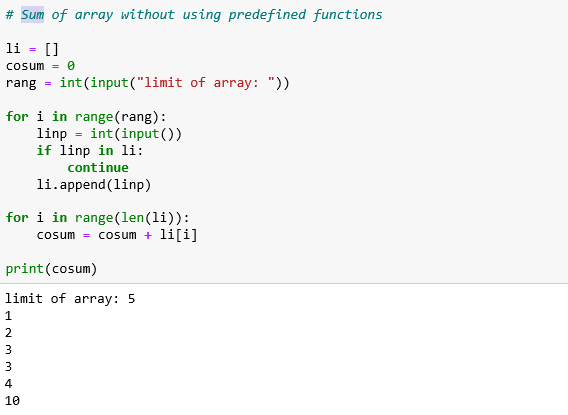 # Sum of array without using predefined functions
li = []
cosum = 0
rang = int(input("limit of array: "))
for i in range(rang):
    linp = int(input())
    if linp in li:
        continue
    li.append(linp)
for i in range(len(li)):
    cosum = cosum + li[i]
print(cosum)
limit of array: 5
1
2
3
3
4
10